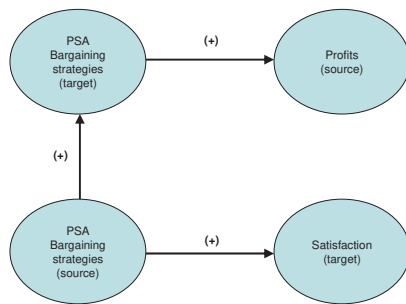 PSA
Bargaining
strategies
(target)
(+)
Profits
(source)
(+)
PSA
Bargaining
strategies
(source)
(+)
Satisfaction
(target)